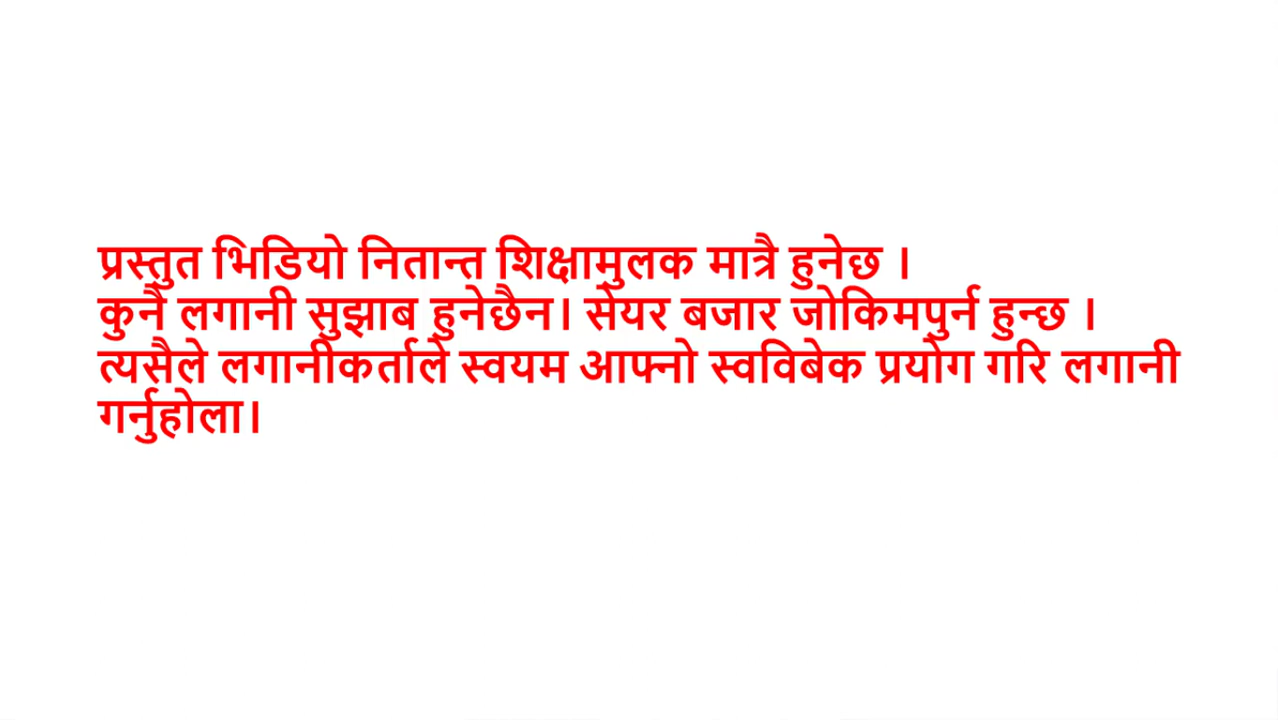 प्रस्तुत भिडियो नितान्त शिक्षामुलक मात्रै हुनेछ ।
कुनै लगानी सुझाब हुनेछैन। सेयर बजार जोकिमपुर्न हुन्छ ।
त्यसैले लगानीकर्ताले स्वयम आफ्नो स्वविबेक प्रयोग गरि लगानी
गर्नुहोला।